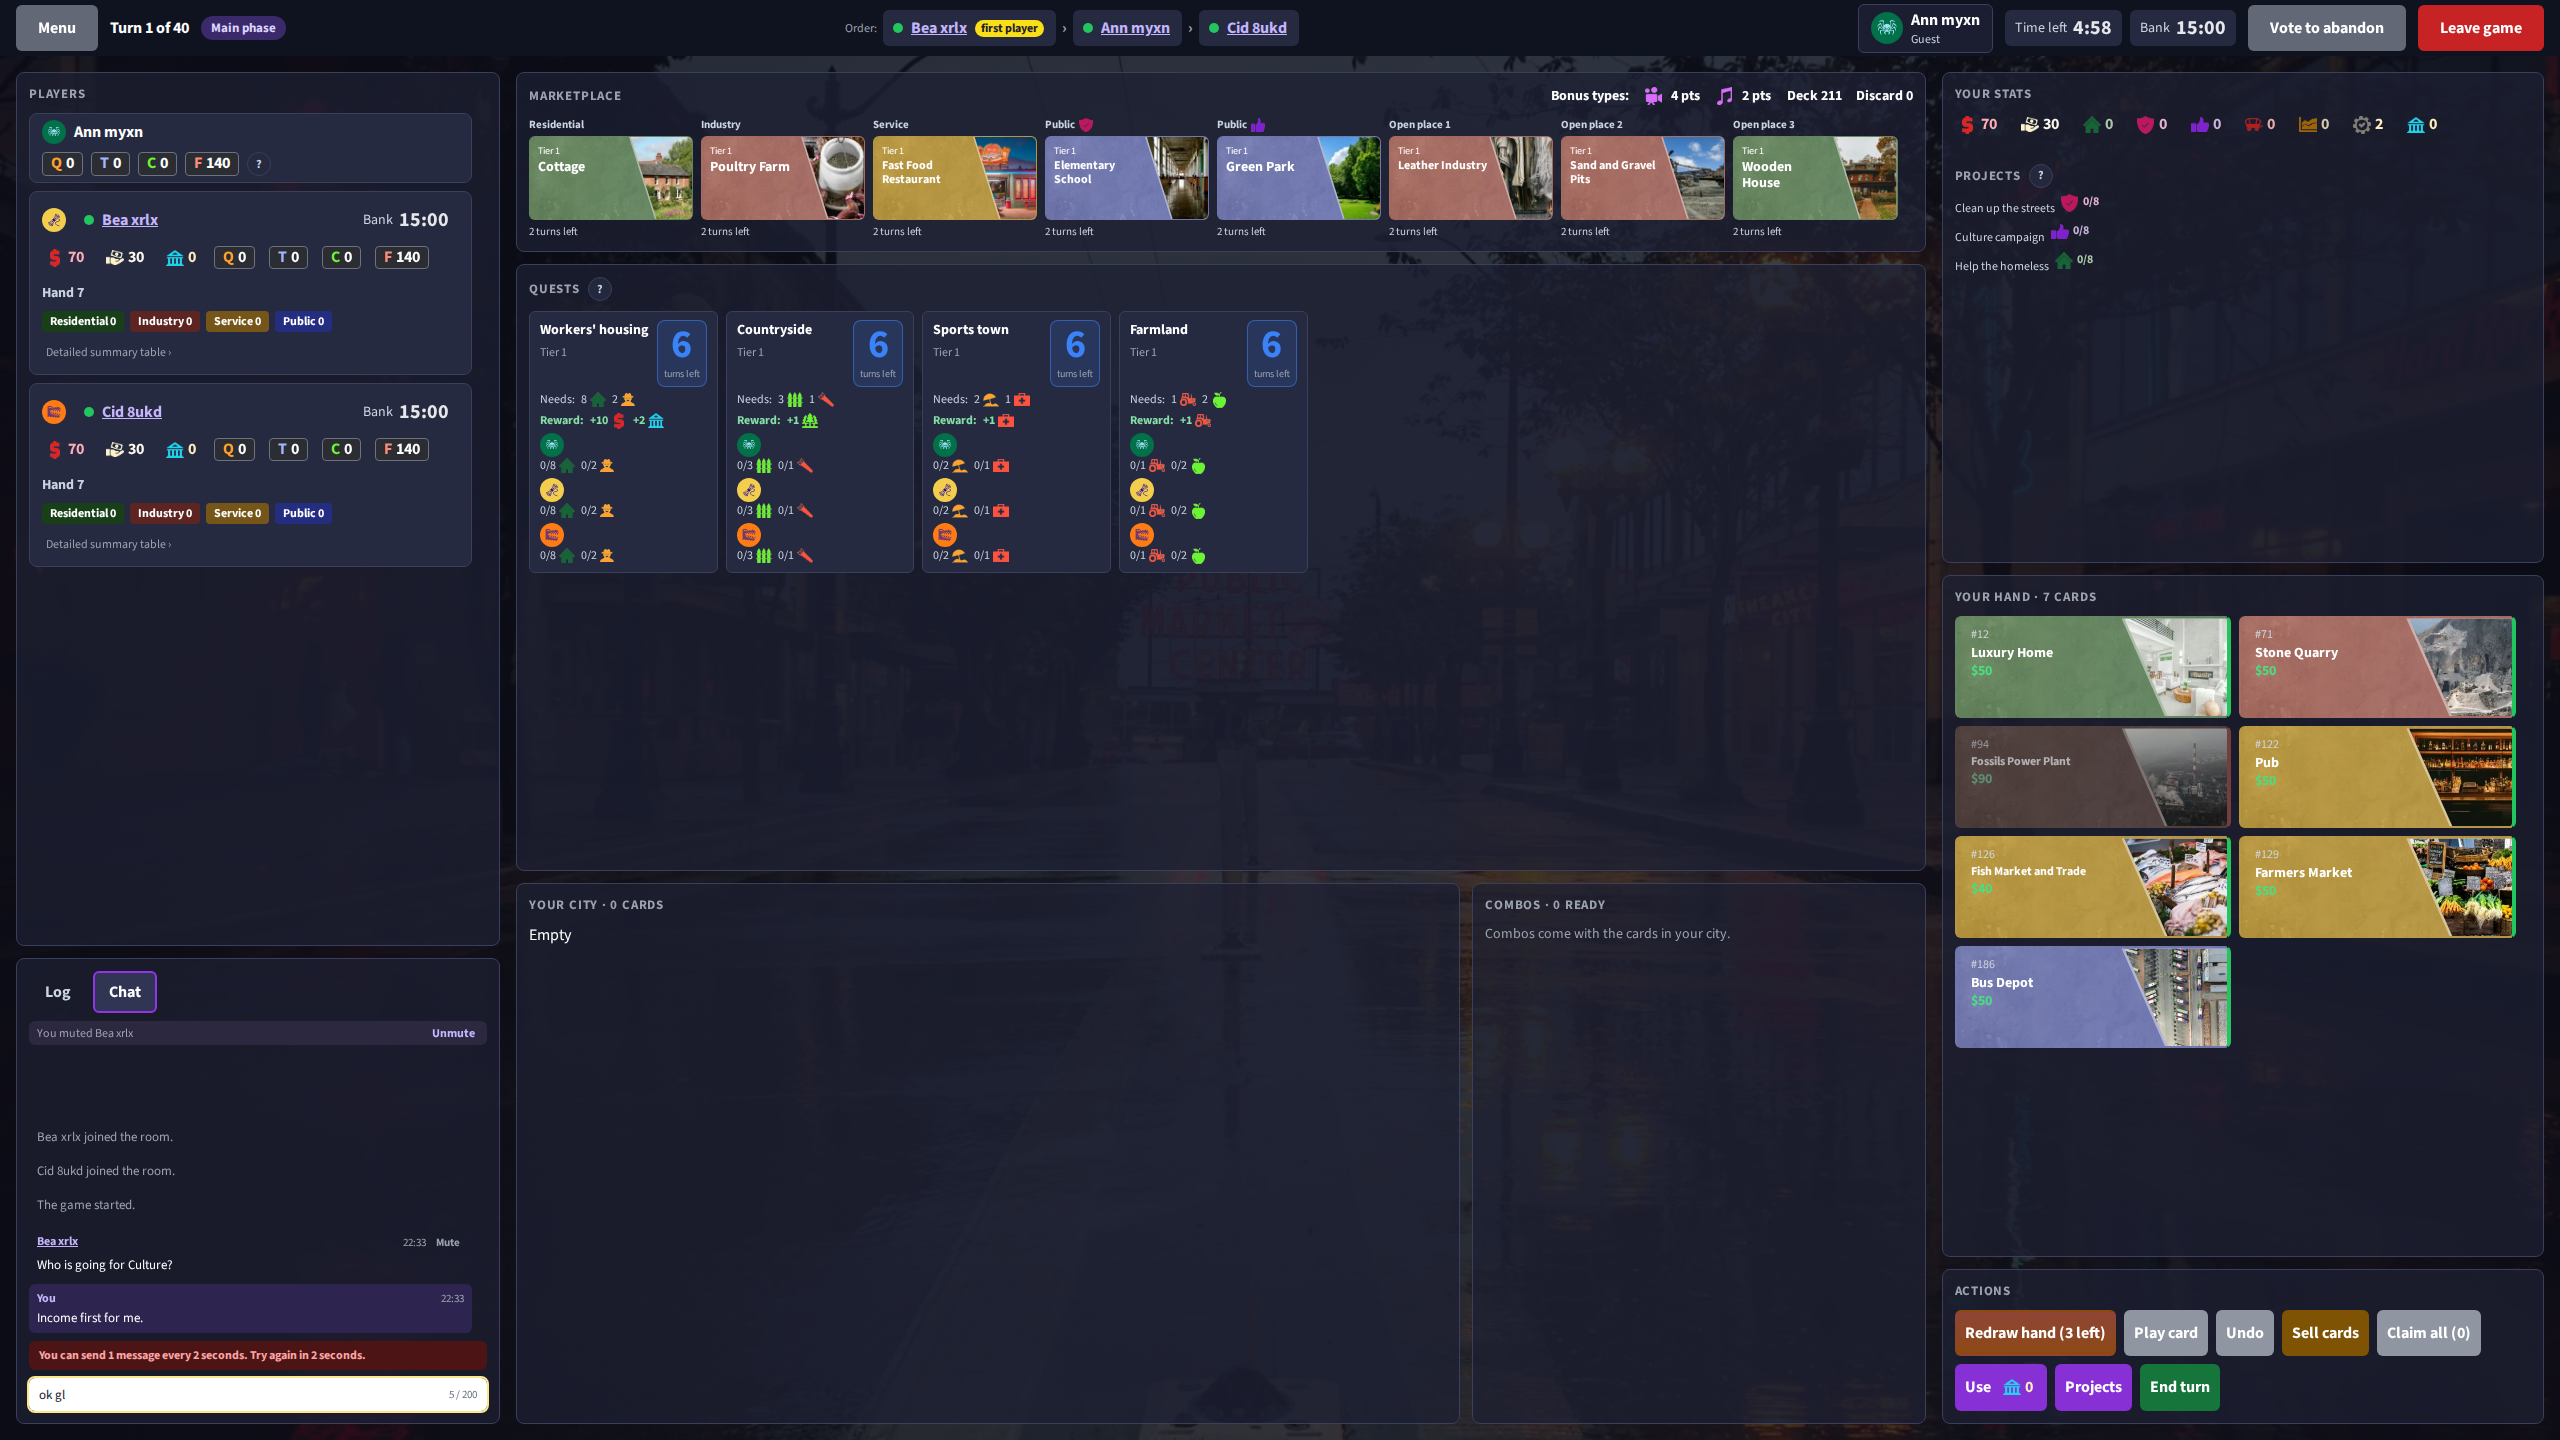 Menu
Turn 1 of 40
Main phase
Order:
Bea xrlx first player
›
Ann myxn
›
Cid 8ukd
Ann myxn
Guest
Time left 4:58
Bank 15:00
Vote to abandon
Leave game
PLAYERS
Ann myxn
Q 0 T 0 C 0 F 140 ?
Bea xrlx Bank 15:00
70 30 0 Q 0 T 0 C 0 F 140
Hand 7
Residential 0 Industry 0 Service 0 Public 0
Detailed summary table ›
Cid 8ukd Bank 15:00
70 30 0 Q 0 T 0 C 0 F 140
Hand 7
Residential 0 Industry 0 Service 0 Public 0
Detailed summary table ›
Log Chat
You muted Bea xrlx Unmute
Bea xrlx joined the room.
Cid 8ukd joined the room.
The game started.
Bea xrlx 22:33 Mute
Who is going for Culture?
You 22:33
Income first for me.
You can send 1 message every 2 seconds. Try again in 2 seconds.
ok gl 5 / 200
MARKETPLACE
Bonus types: 4 pts 2 pts Deck 211 Discard 0
Residential
Tier 1
Cottage
2 turns left
Industry
Tier 1
Poultry Farm
2 turns left
Service
Tier 1
Fast Food
Restaurant
2 turns left
Public
Tier 1
Elementary
School
2 turns left
Public
Tier 1
Green Park
2 turns left
Open place 1
Tier 1
Leather Industry
2 turns left
Open place 2
Tier 1
Sand and Gravel
Pits
2 turns left
Open place 3
Tier 1
Wooden
House
2 turns left
QUESTS ?
Workers' housing
Tier 1
6
turns left
Needs: 8 2
Reward: +10 $ +2
0/8 0/2
0/8 0/2
0/8 0/2
Countryside
Tier 1
6
turns left
Needs: 3 1
Reward: +1
0/3 0/1
0/3 0/1
0/3 0/1
Sports town
Tier 1
6
turns left
Needs: 2 1
Reward: +1
0/2 0/1
0/2 0/1
0/2 0/1
Farmland
Tier 1
6
turns left
Needs: 1 2
Reward: +1
0/1 0/2
0/1 0/2
0/1 0/2
YOUR CITY · 0 CARDS
Empty
COMBOS · 0 READY
Combos come with the cards in your city.
YOUR STATS
$ 70 30 0 0 0 0 0 2 0
PROJECTS ?
Clean up the streets 0/8
Culture campaign 0/8
Help the homeless 0/8
YOUR HAND · 7 CARDS
#12
Luxury Home
$50
#71
Stone Quarry
$50
#94
Fossils Power Plant
$90
#122
Pub
$50
#126
Fish Market and Trade
$40
#129
Farmers Market
$50
#186
Bus Depot
$50
ACTIONS
Redraw hand (3 left) Play card Undo Sell cards Claim all (0)
Use 0 Projects End turn